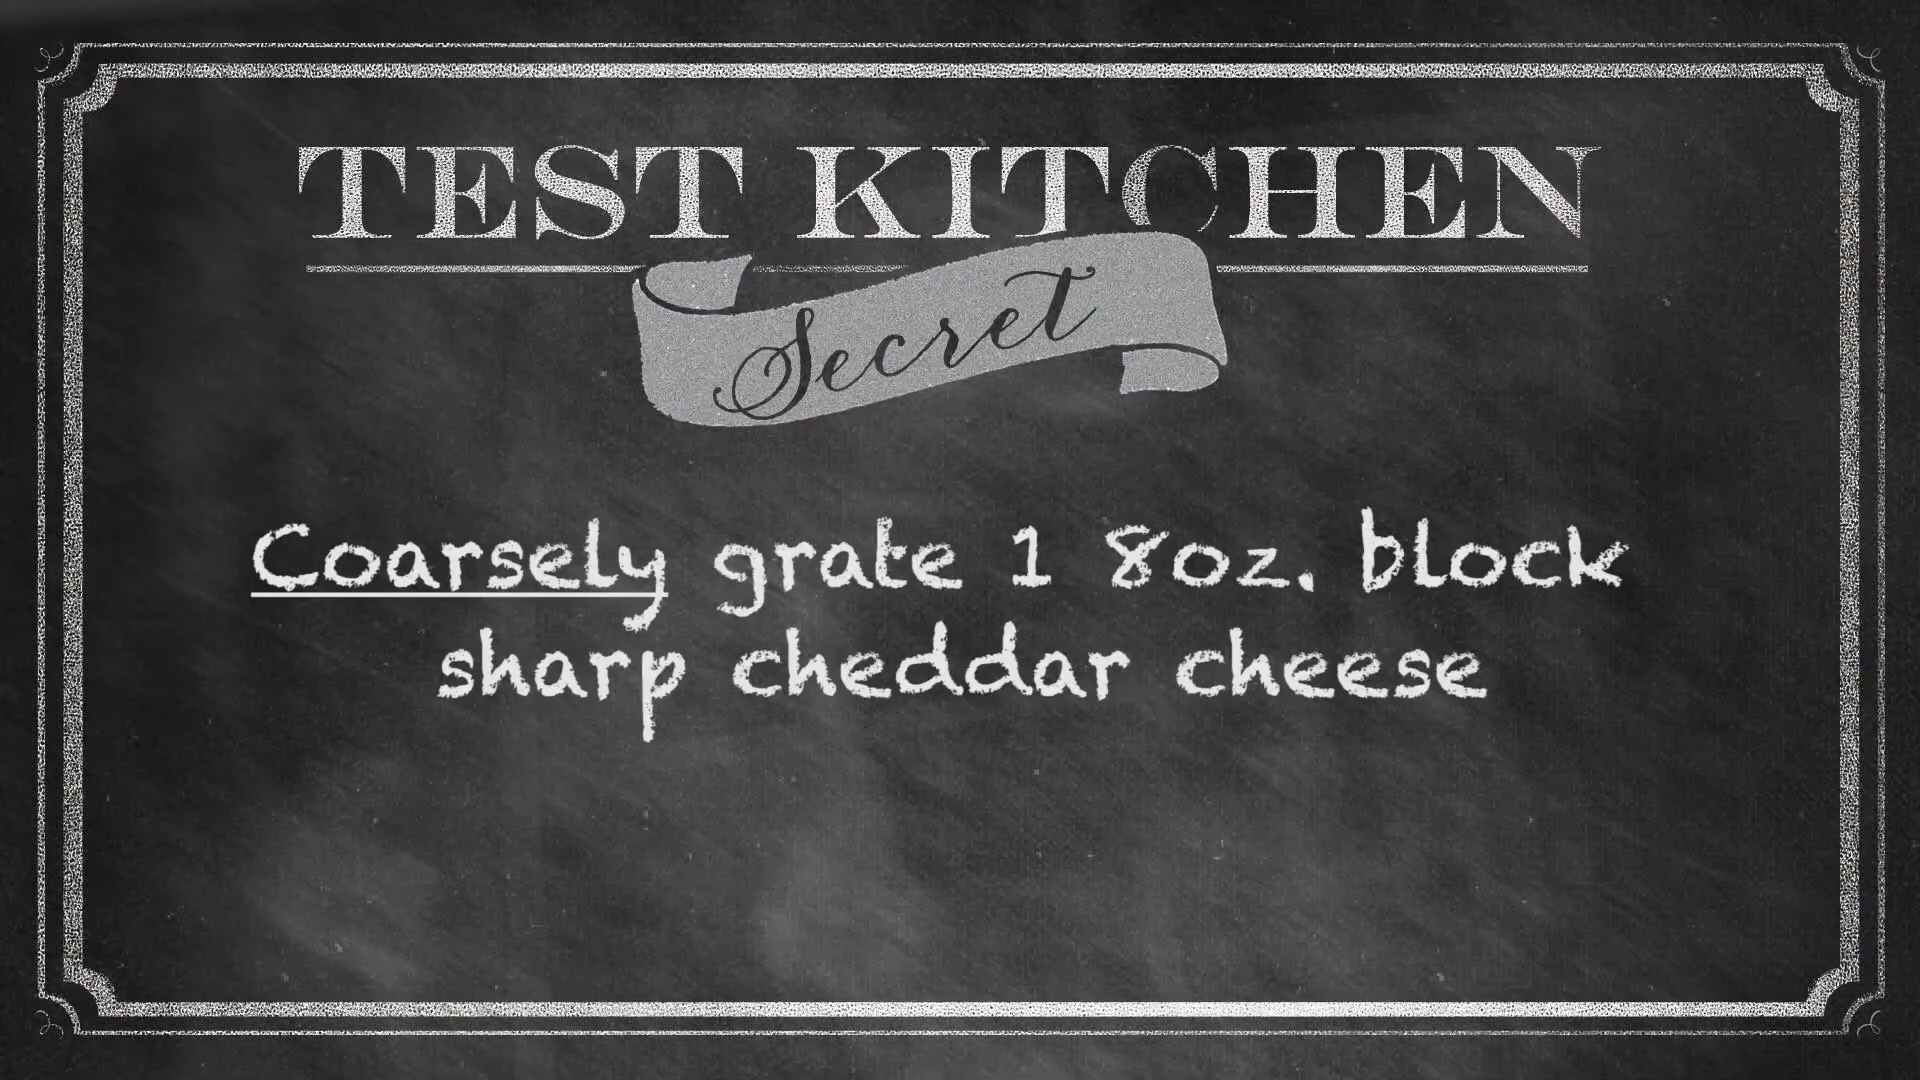 TEST KITCHEN
Secret
Coarsely grate 1 8oz. block
sharp cheddar cheese